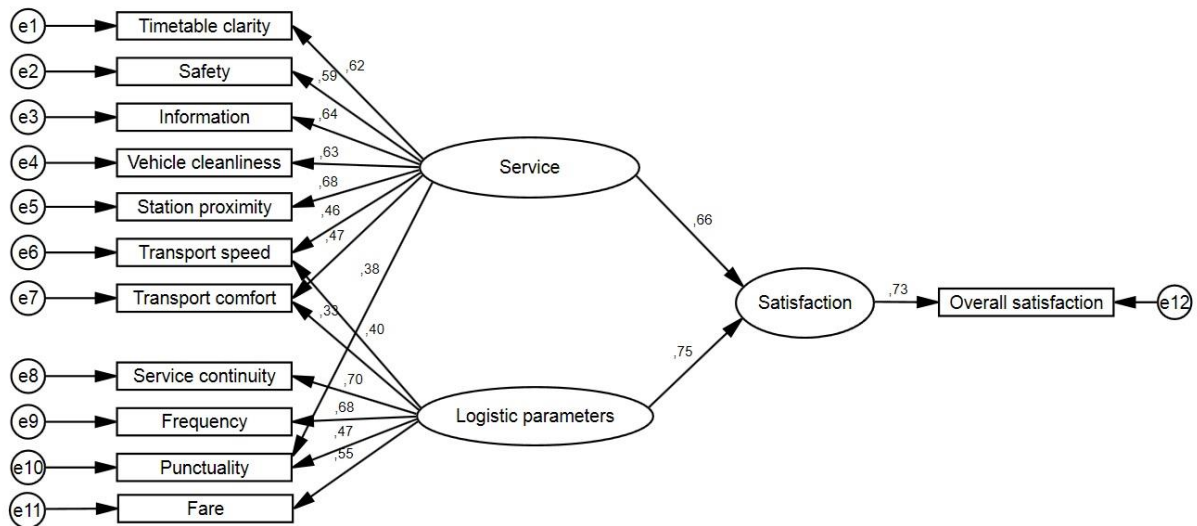 e1
Timetable clarity
,62
e2
Safety
,59
e3
Information
,64
e4
Vehicle cleanliness
,63
Service
e5
Station proximity
,68
e6
Transport speed
,46
e7
Transport comfort
,47
,38
,33
,40
,66
Satisfaction
,73
Overall satisfaction
e12
,75
e8
Service continuity
,70
e9
Frequency
,68
Logistic parameters
e10
Punctuality
,47
e11
Fare
,55